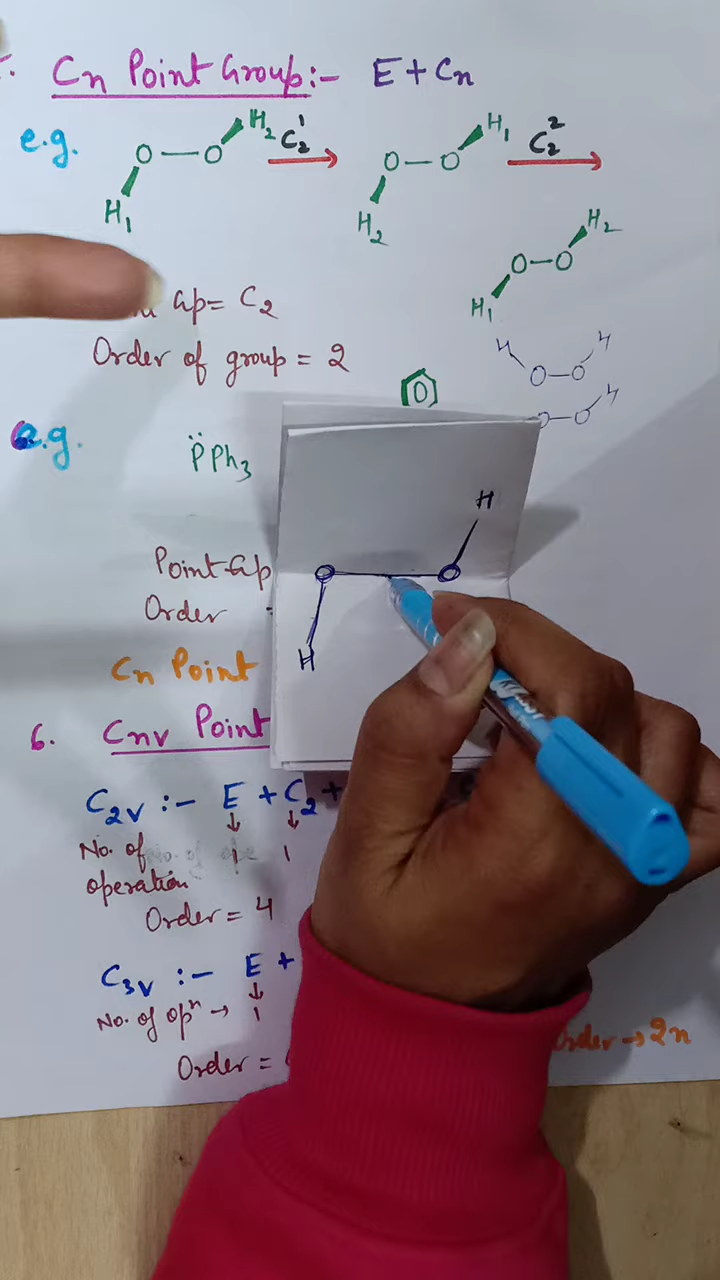 Cn Point Group:- E + Cn
e.g. H1 O — O H2 C2^1 H2 O — O H1 C2^2
H1 O — O H2
Gp = C2
Order of group = 2
H O — O H
O — O H
e.g. P̈Ph3
Point Gp
Order
H O — O H
Cn Point
6. Cnv Point
C2v :- E + C2 +
No. of 1 1
operation
Order = 4
C3v :- E +
No. of opn → 1
Order =
Order → 2n